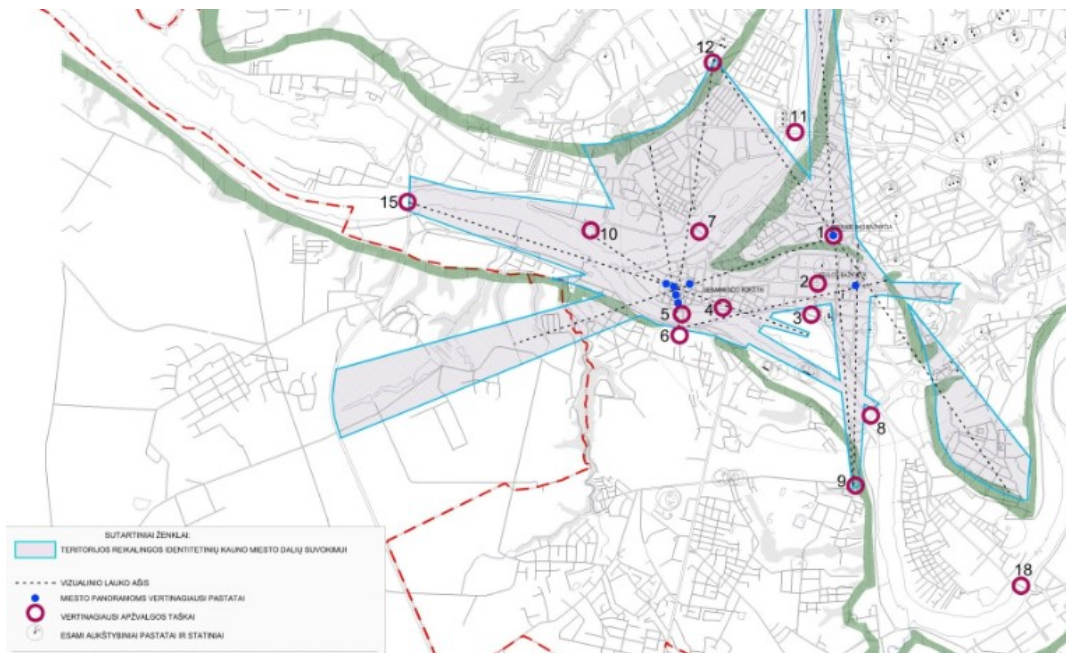 12
11
15
1
10
7
2
5
4
3
6
8
9
18
SUTARTINIAI ŽENKLAI:
TERITORIJOS REIKALINGOS IDENTITETINIŲ KAUNO MIESTO DALIŲ SUVOKIMUI
VIZUALINIO LAUKO AŠIS
MIESTO PANORAMOMS VERTINGIAUSI PASTATAI
VERTINAGIAUSI APŽVALGOS TAŠKAI
ESAMI AUKŠTYBINIAI PASTATAI IR STATINIAI